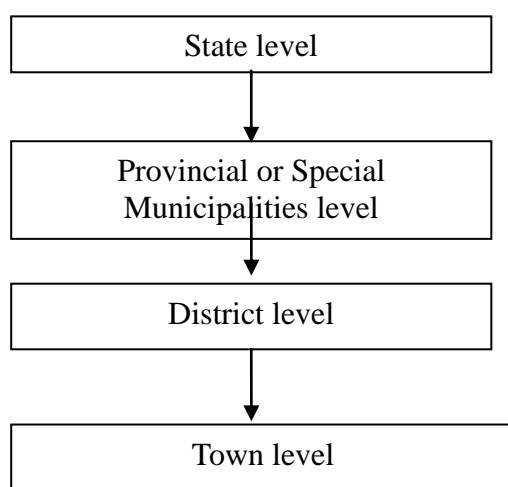 State level
Provincial or Special
Municipalities level
District level
Town level